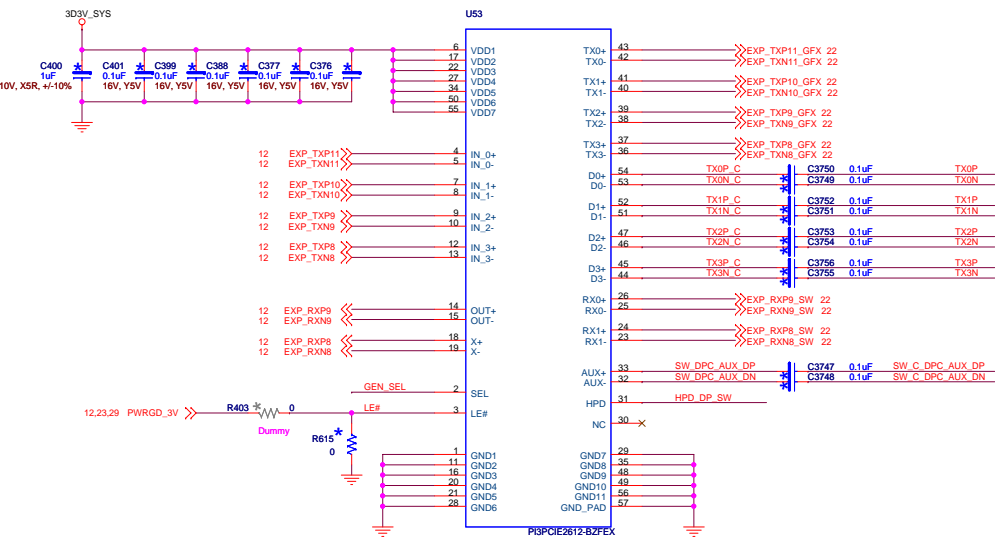 3D3V_SYS
U53
C400
1uF
10V, X5R, +/-10%
C401
0.1uF
16V, Y5V
C399
0.1uF
16V, Y5V
C388
0.1uF
16V, Y5V
C377
0.1uF
16V, Y5V
C376
0.1uF
16V, Y5V
6 VDD1
17 VDD2
22 VDD3
27 VDD4
34 VDD5
50 VDD6
55 VDD7
12 EXP_TXP11 4 IN_0+
12 EXP_TXN11 5 IN_0-
12 EXP_TXP10 7 IN_1+
12 EXP_TXN10 8 IN_1-
12 EXP_TXP9 9 IN_2+
12 EXP_TXN9 10 IN_2-
12 EXP_TXP8 12 IN_3+
12 EXP_TXN8 13 IN_3-
12 EXP_RXP9 14 OUT+
12 EXP_RXN9 15 OUT-
12 EXP_RXP8 18 X+
12 EXP_RXN8 19 X-
GEN_SEL 2 SEL
12,23,29 PWRGD_3V R403 0 LE# 3 LE#
Dummy
R615
0
1 GND1
11 GND2
16 GND3
20 GND4
21 GND5
28 GND6
TX0+ 43 EXP_TXP11_GFX 22
TX0- 42 EXP_TXN11_GFX 22
TX1+ 41 EXP_TXP10_GFX 22
TX1- 40 EXP_TXN10_GFX 22
TX2+ 39 EXP_TXP9_GFX 22
TX2- 38 EXP_TXN9_GFX 22
TX3+ 37 EXP_TXP8_GFX 22
TX3- 36 EXP_TXN8_GFX 22
D0+ 54 TX0P_C C3750 0.1uF TX0P
D0- 53 TX0N_C C3749 0.1uF TX0N
D1+ 52 TX1P_C C3752 0.1uF TX1P
D1- 51 TX1N_C C3751 0.1uF TX1N
D2+ 47 TX2P_C C3753 0.1uF TX2P
D2- 46 TX2N_C C3754 0.1uF TX2N
D3+ 45 TX3P_C C3756 0.1uF TX3P
D3- 44 TX3N_C C3755 0.1uF TX3N
RX0+ 26 EXP_RXP9_SW 22
RX0- 25 EXP_RXN9_SW 22
RX1+ 24 EXP_RXP8_SW 22
RX1- 23 EXP_RXN8_SW 22
AUX+ 33 SW_DPC_AUX_DP C3747 0.1uF SW_C_DPC_AUX_DP
AUX- 32 SW_DPC_AUX_DN C3748 0.1uF SW_C_DPC_AUX_DN
HPD 31 HPD_DP_SW
NC 30
GND7 29
GND8 35
GND9 48
GND10 49
GND11 56
GND_PAD 57
PI3PCIE2612-BZFEX